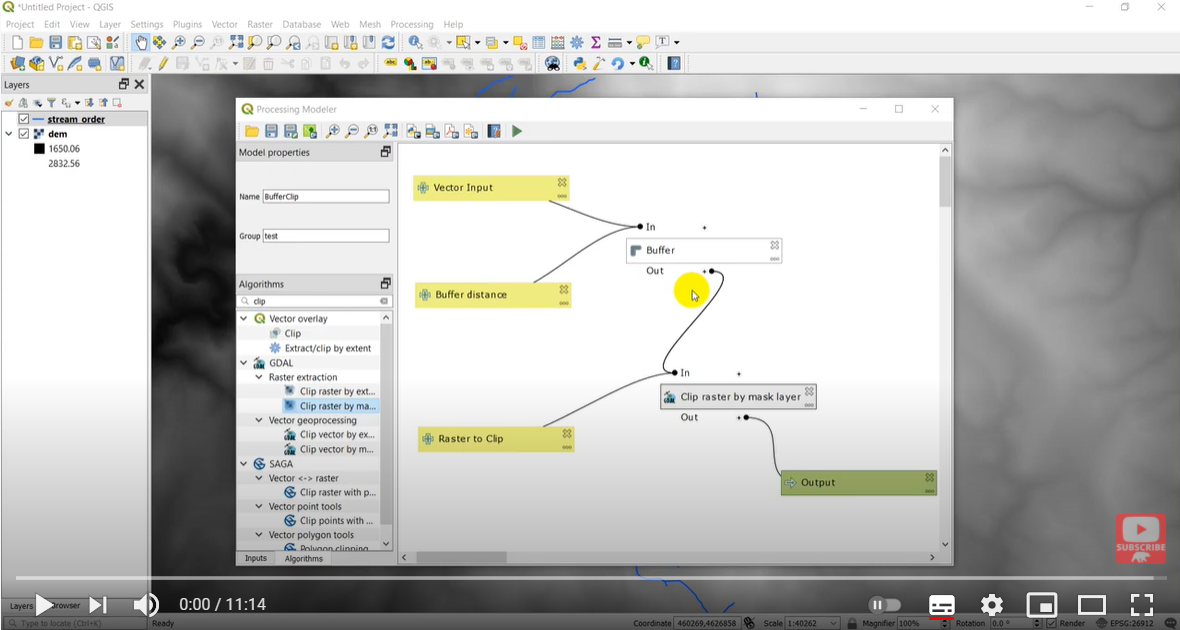 *Untitled Project - QGIS
Project Edit View Layer Settings Plugins Vector Raster Database Web Mesh Processing Help
Layers
stream_order
dem
1650.06
2832.56
Processing Modeler
Model properties
Name BufferClip
Group test
Algorithms
clip
Vector overlay
Clip
Extract/clip by extent
GDAL
Raster extraction
Clip raster by ext...
Clip raster by ma...
Vector geoprocessing
Clip vector by ex...
Clip vector by m...
SAGA
Vector <-> raster
Clip raster with p...
Vector point tools
Clip points with ...
Vector polygon tools
Polygon clipping
Inputs Algorithms
Vector Input
In
Buffer
Out
Buffer distance
In
Clip raster by mask layer
Out
Raster to Clip
Output
SUBSCRIBE
Layers Browser
0:00 / 11:14
Type to locate (Ctrl+K)
Ready
Coordinate 460269,4626858
Scale 1:40262
Magnifier 100%
Rotation 0.0 °
Render
EPSG:26912